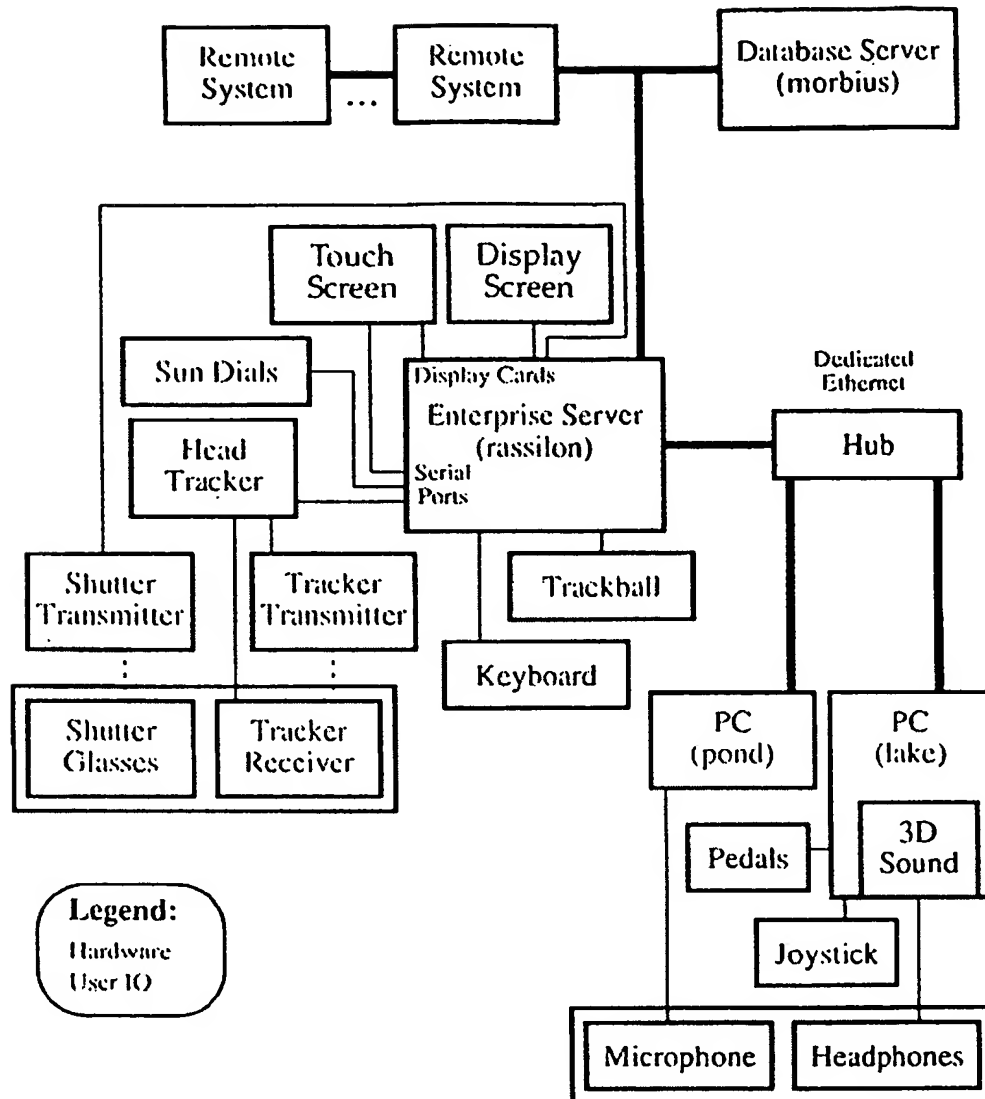 Remote
System
...
Remote
System
Database Server
(morbius)
Touch
Screen
Display
Screen
Sun Dials
Display Cards
Enterprise Server
(rassilon)
Serial
Ports
Dedicated
Ethernet
Hub
Head
Tracker
Shutter
Transmitter
Tracker
Transmitter
Trackball
Keyboard
Shutter
Glasses
Tracker
Receiver
PC
(pond)
PC
(lake)
Pedals
3D
Sound
Joystick
Microphone
Headphones
Legend:
Hardware
User IO